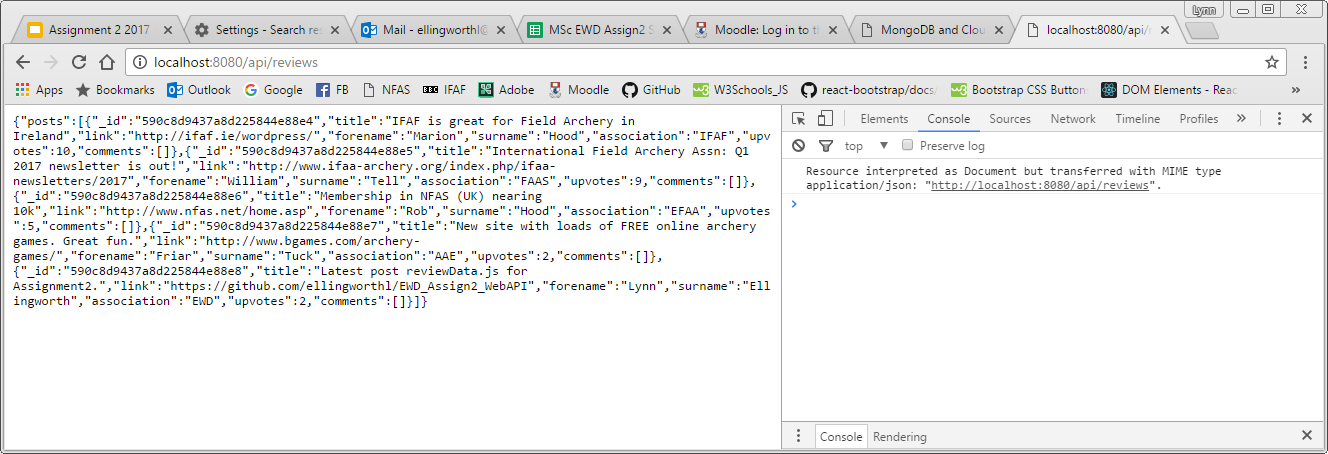 Lynn
Assignment 2 2017
Settings - Search re
Mail - ellingworthl@
MSc EWD Assign2 S
Moodle: Log in to th
MongoDB and Clou
localhost:8080/api/r
localhost:8080/api/reviews
Apps Bookmarks Outlook Google FB NFAS IFAF Adobe Moodle GitHub W3Schools_JS react-bootstrap/docs/ Bootstrap CSS Button DOM Elements - Reac »
{"posts":[{"_id":"590c8d9437a8d225844e88e4","title":"IFAF is great for Field Archery in
Ireland","link":"http://ifaf.ie/wordpress/","forename":"Marion","surname":"Hood","association":"IFAF","upv
otes":10,"comments":[]},{"_id":"590c8d9437a8d225844e88e5","title":"International Field Archery Assn: Q1
2017 newsletter is out!","link":"http://www.ifaa-archery.org/index.php/ifaa-
newsletters/2017","forename":"William","surname":"Tell","association":"FAAS","upvotes":9,"comments":[]},
{"_id":"590c8d9437a8d225844e88e6","title":"Membership in NFAS (UK) nearing
10k","link":"http://www.nfas.net/home.asp","forename":"Rob","surname":"Hood","association":"EFAA","upvotes"
:5,"comments":[]},{"_id":"590c8d9437a8d225844e88e7","title":"New site with loads of FREE online archery
games. Great fun.","link":"http://www.bgames.com/archery-
games/","forename":"Friar","surname":"Tuck","association":"AAE","upvotes":2,"comments":[]},
{"_id":"590c8d9437a8d225844e88e8","title":"Latest post reviewData.js for
Assignment2.","link":"https://github.com/ellingworthl/EWD_Assign2_WebAPI","forename":"Lynn","surname":"Ell
ingworth","association":"EWD","upvotes":2,"comments":[]}]}
Elements Console Sources Network Timeline Profiles »
top Preserve log
Resource interpreted as Document but transferred with MIME type
application/json: "http://localhost:8080/api/reviews".
Console Rendering